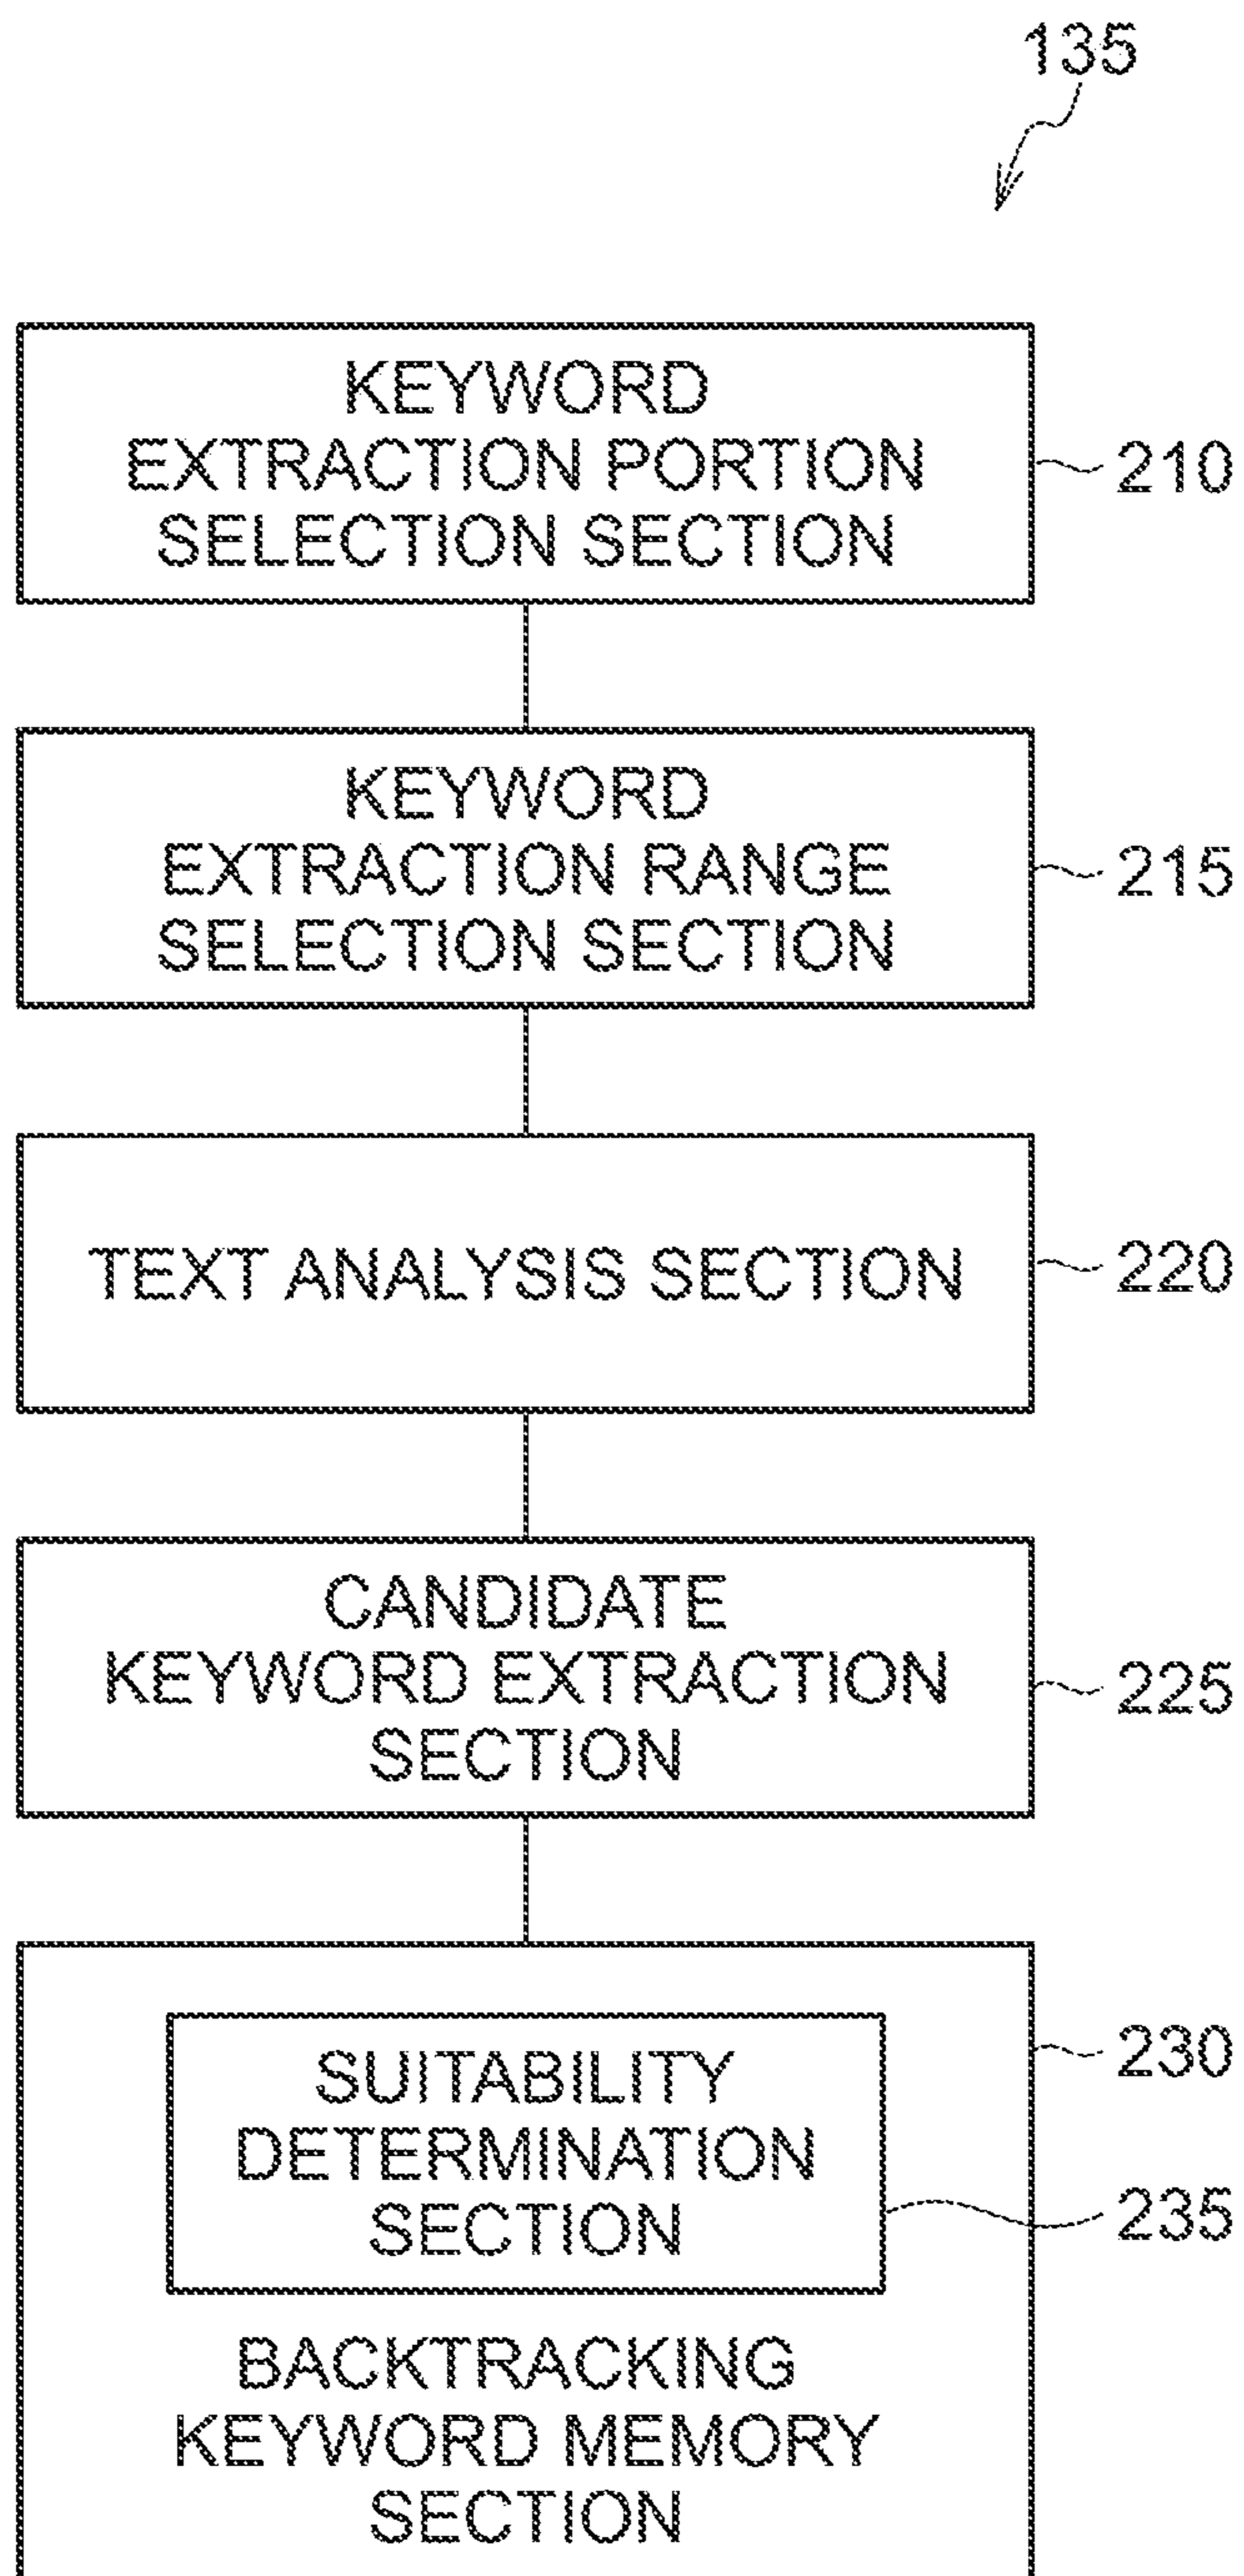 135
KEYWORD
EXTRACTION PORTION
SELECTION SECTION
210
KEYWORD
EXTRACTION RANGE
SELECTION SECTION
215
TEXT ANALYSIS SECTION
220
CANDIDATE
KEYWORD EXTRACTION
SECTION
225
230
SUITABILITY
DETERMINATION
SECTION
235
BACKTRACKING
KEYWORD MEMORY
SECTION